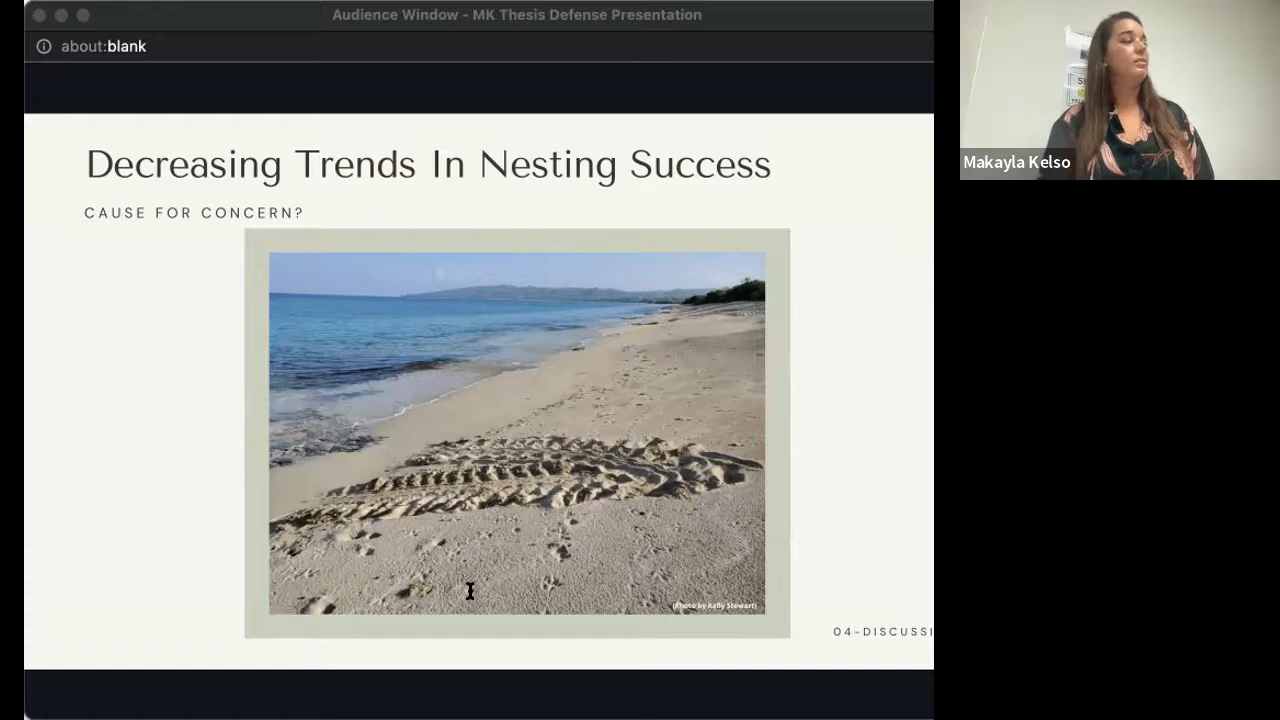 Audience Window - MK Thesis Defense Presentation
about:blank
Decreasing Trends In Nesting Success
CAUSE FOR CONCERN?
(Photo by Kelly Stewart)
04-DISCUSSI
Makayla Kelso